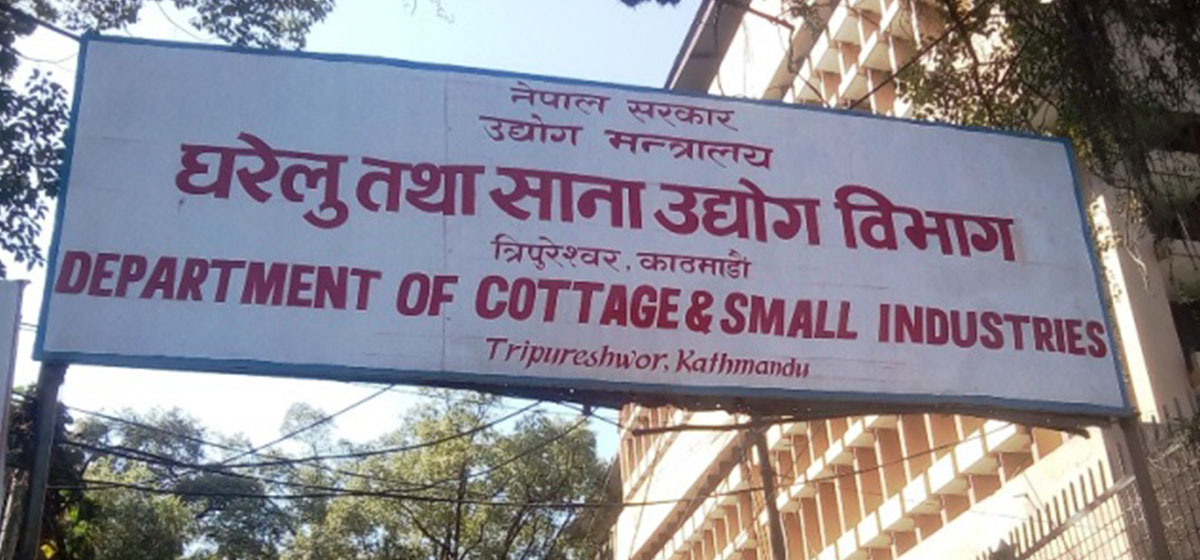 नेपाल सरकार
उद्योग मन्त्रालय
घरेलु तथा साना उद्योग विभाग
त्रिपुरेश्वर, काठमाडौं
DEPARTMENT OF COTTAGE & SMALL INDUSTRIES
Tripureshwor, Kathmandu